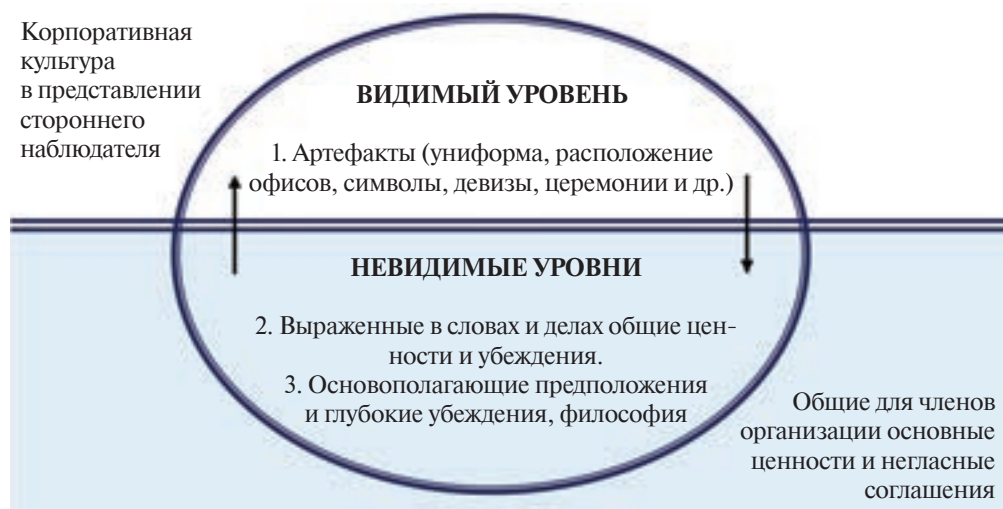 Корпоративная
культура
в представлении
стороннего
наблюдателя
ВИДИМЫЙ УРОВЕНЬ
1. Артефакты (униформа, расположение
офисов, символы, девизы, церемонии и др.)
НЕВИДИМЫЕ УРОВНИ
2. Выраженные в словах и делах общие цен-
ности и убеждения.
3. Основополагающие предположения
и глубокие убеждения, философия
Общие для членов
организации основные
ценности и негласные
соглашения